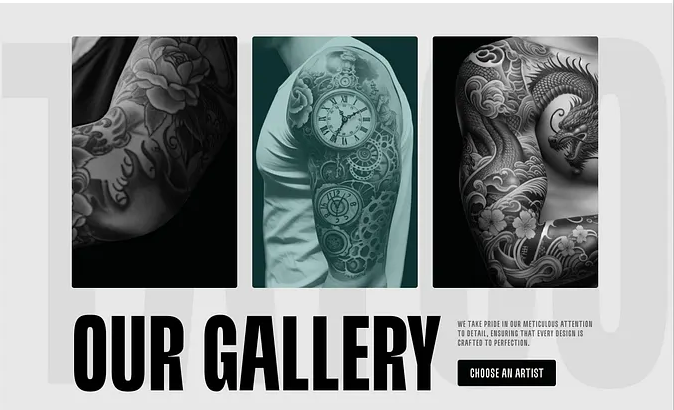 TATTOO
OUR GALLERY
WE TAKE PRIDE IN OUR METICULOUS ATTENTION
TO DETAIL, ENSURING THAT EVERY DESIGN IS
CRAFTED TO PERFECTION.
CHOOSE AN ARTIST